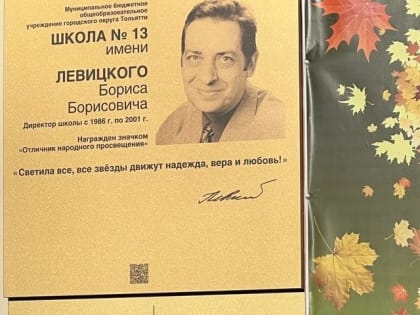 Муниципальное бюджетное
общеобразовательное
учреждение городского округа Тольятти
ШКОЛА № 13
имени
ЛЕВИЦКОГО
Бориса
Борисовича
Директор школы с 1986 г. по 2001 г.
Награжден значком
«Отличник народного просвещения»
«Светила все, все звёзды движут надежда, вера и любовь!»